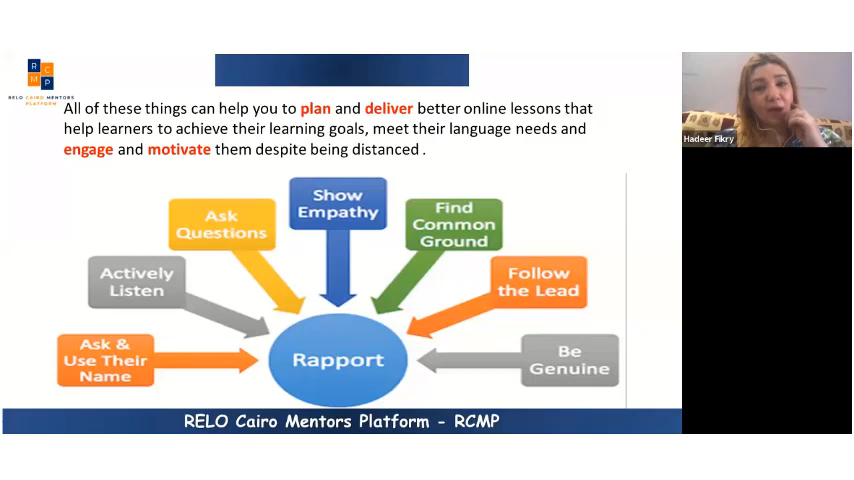 R
C
M
P
RELO CAIRO MENTORS
PLATFORM
All of these things can help you to plan and deliver better online lessons that
help learners to achieve their learning goals, meet their language needs and
engage and motivate them despite being distanced .
Hadeer Fikry
Show
Empathy
Ask
Questions
Find
Common
Ground
Actively
Listen
Follow
the Lead
Ask &
Use Their
Name
Rapport
Be
Genuine
RELO Cairo Mentors Platform - RCMP